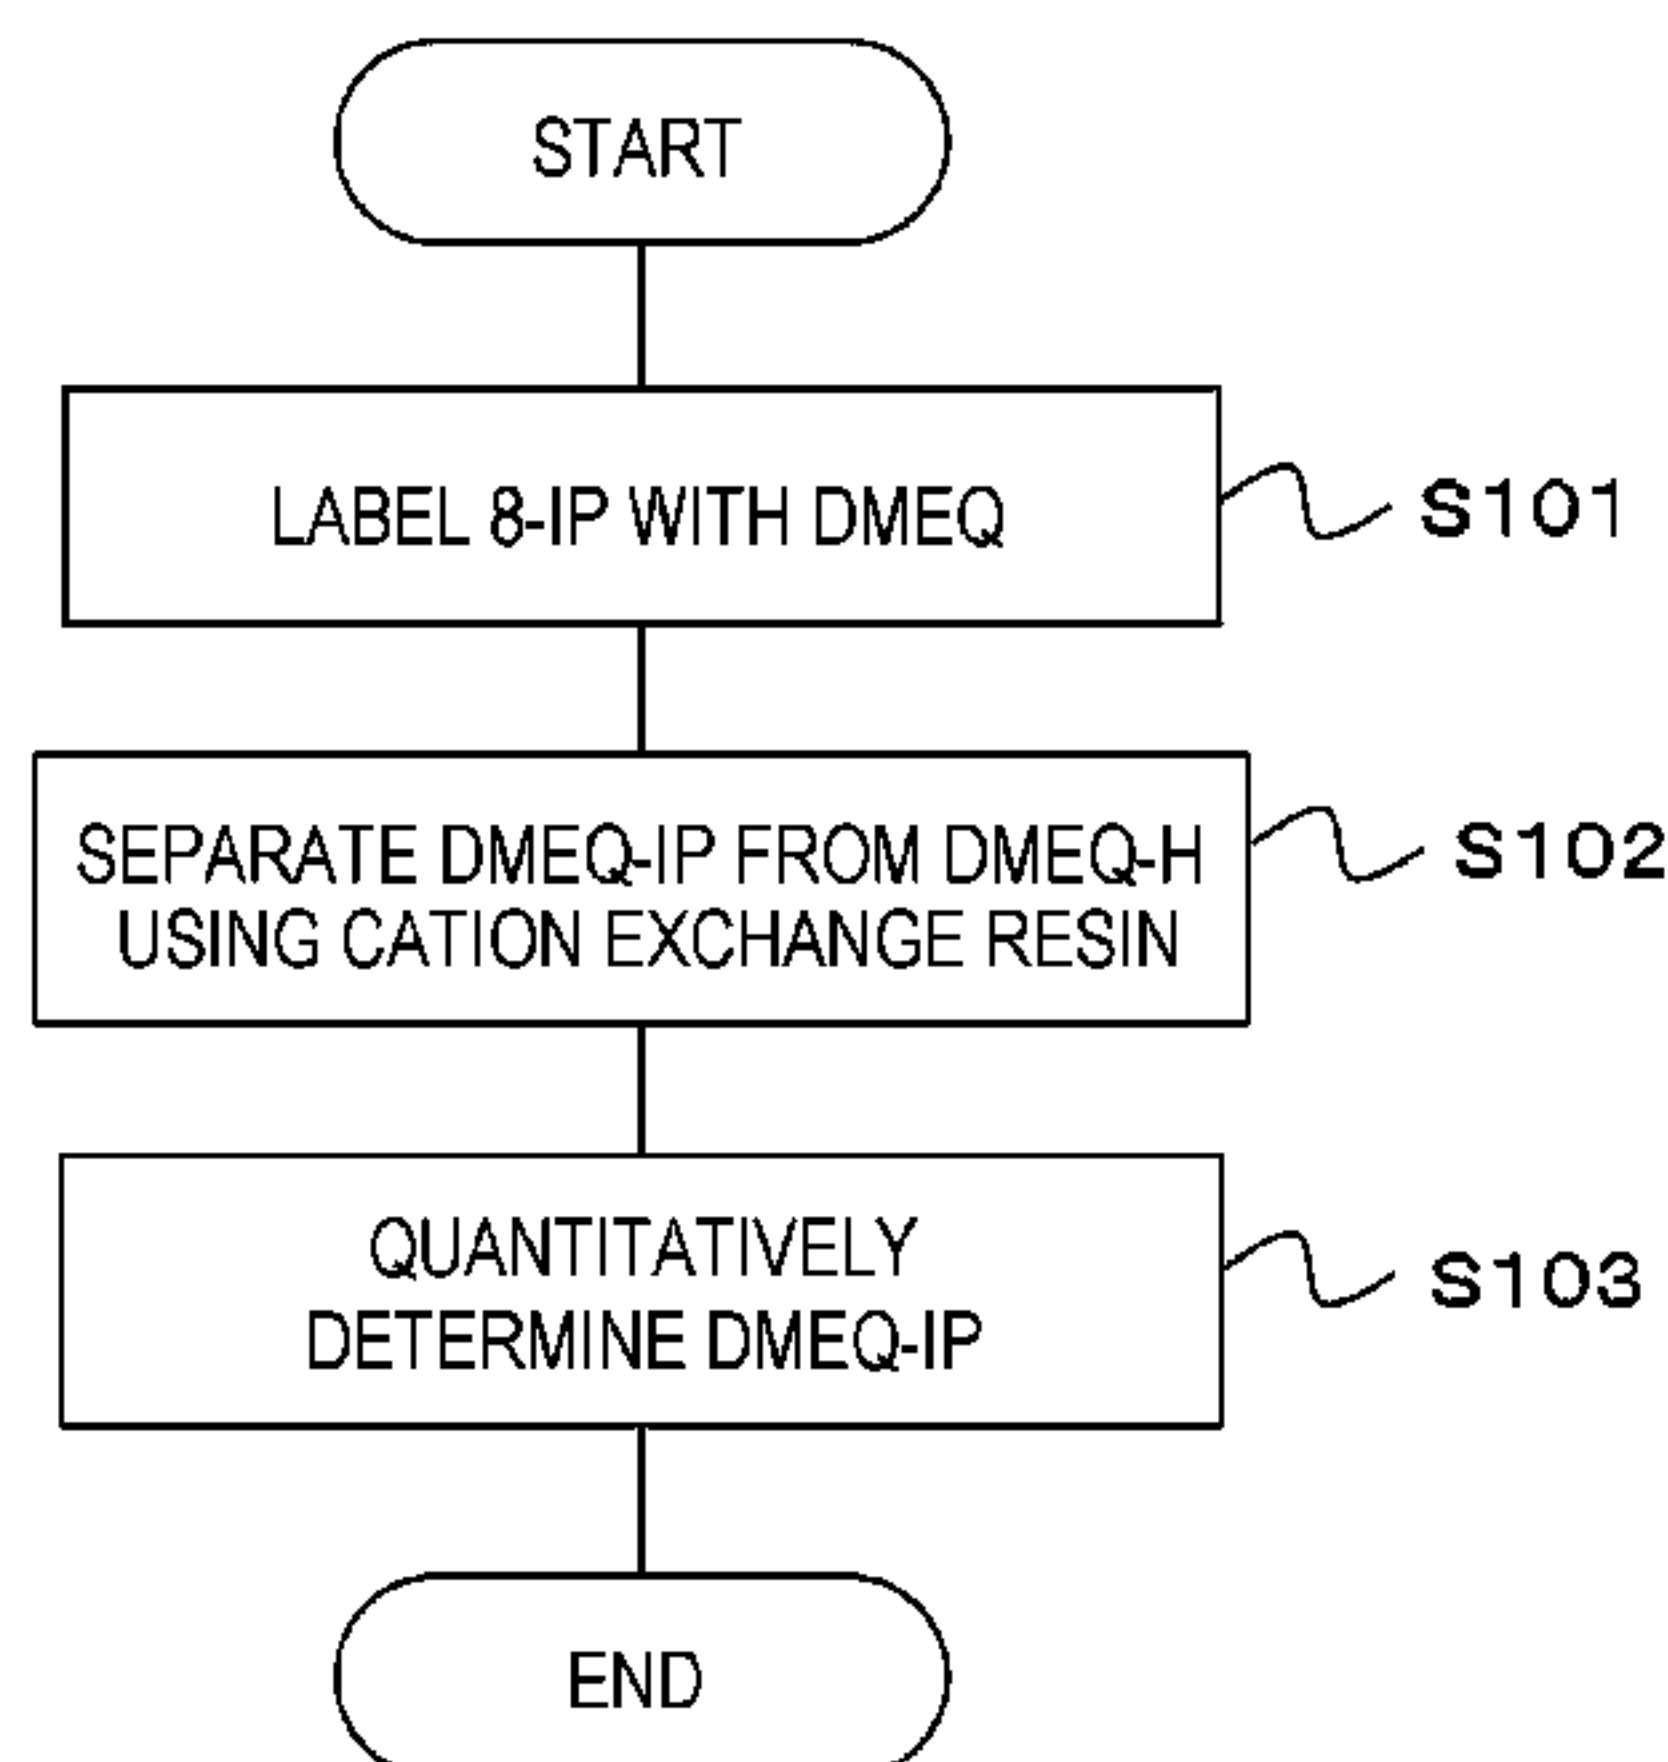 START
LABEL 8-IP WITH DMEQ
S101
SEPARATE DMEQ-IP FROM DMEQ-H
USING CATION EXCHANGE RESIN
S102
QUANTITATIVELY
DETERMINE DMEQ-IP
S103
END